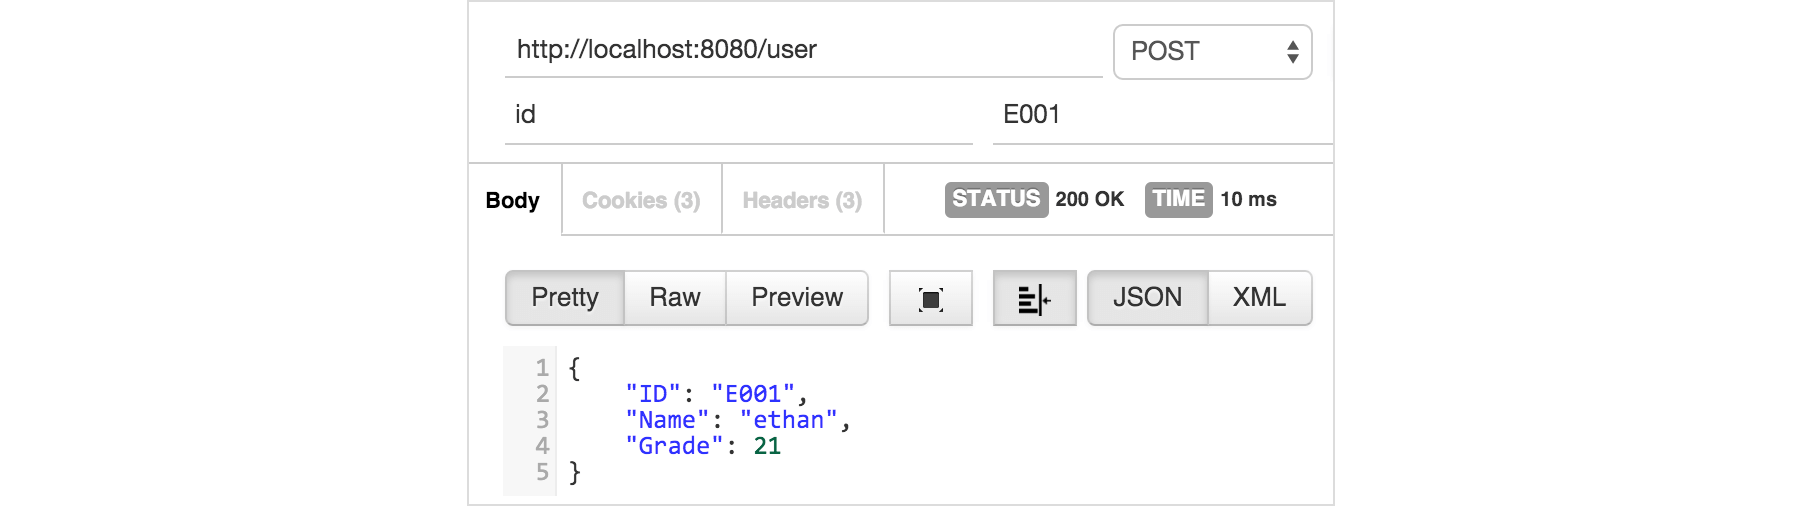 http://localhost:8080/user POST
id E001
Body Cookies (3) Headers (3) STATUS 200 OK TIME 10 ms
Pretty Raw Preview JSON XML
1 {
2 "ID": "E001",
3 "Name": "ethan",
4 "Grade": 21
5 }